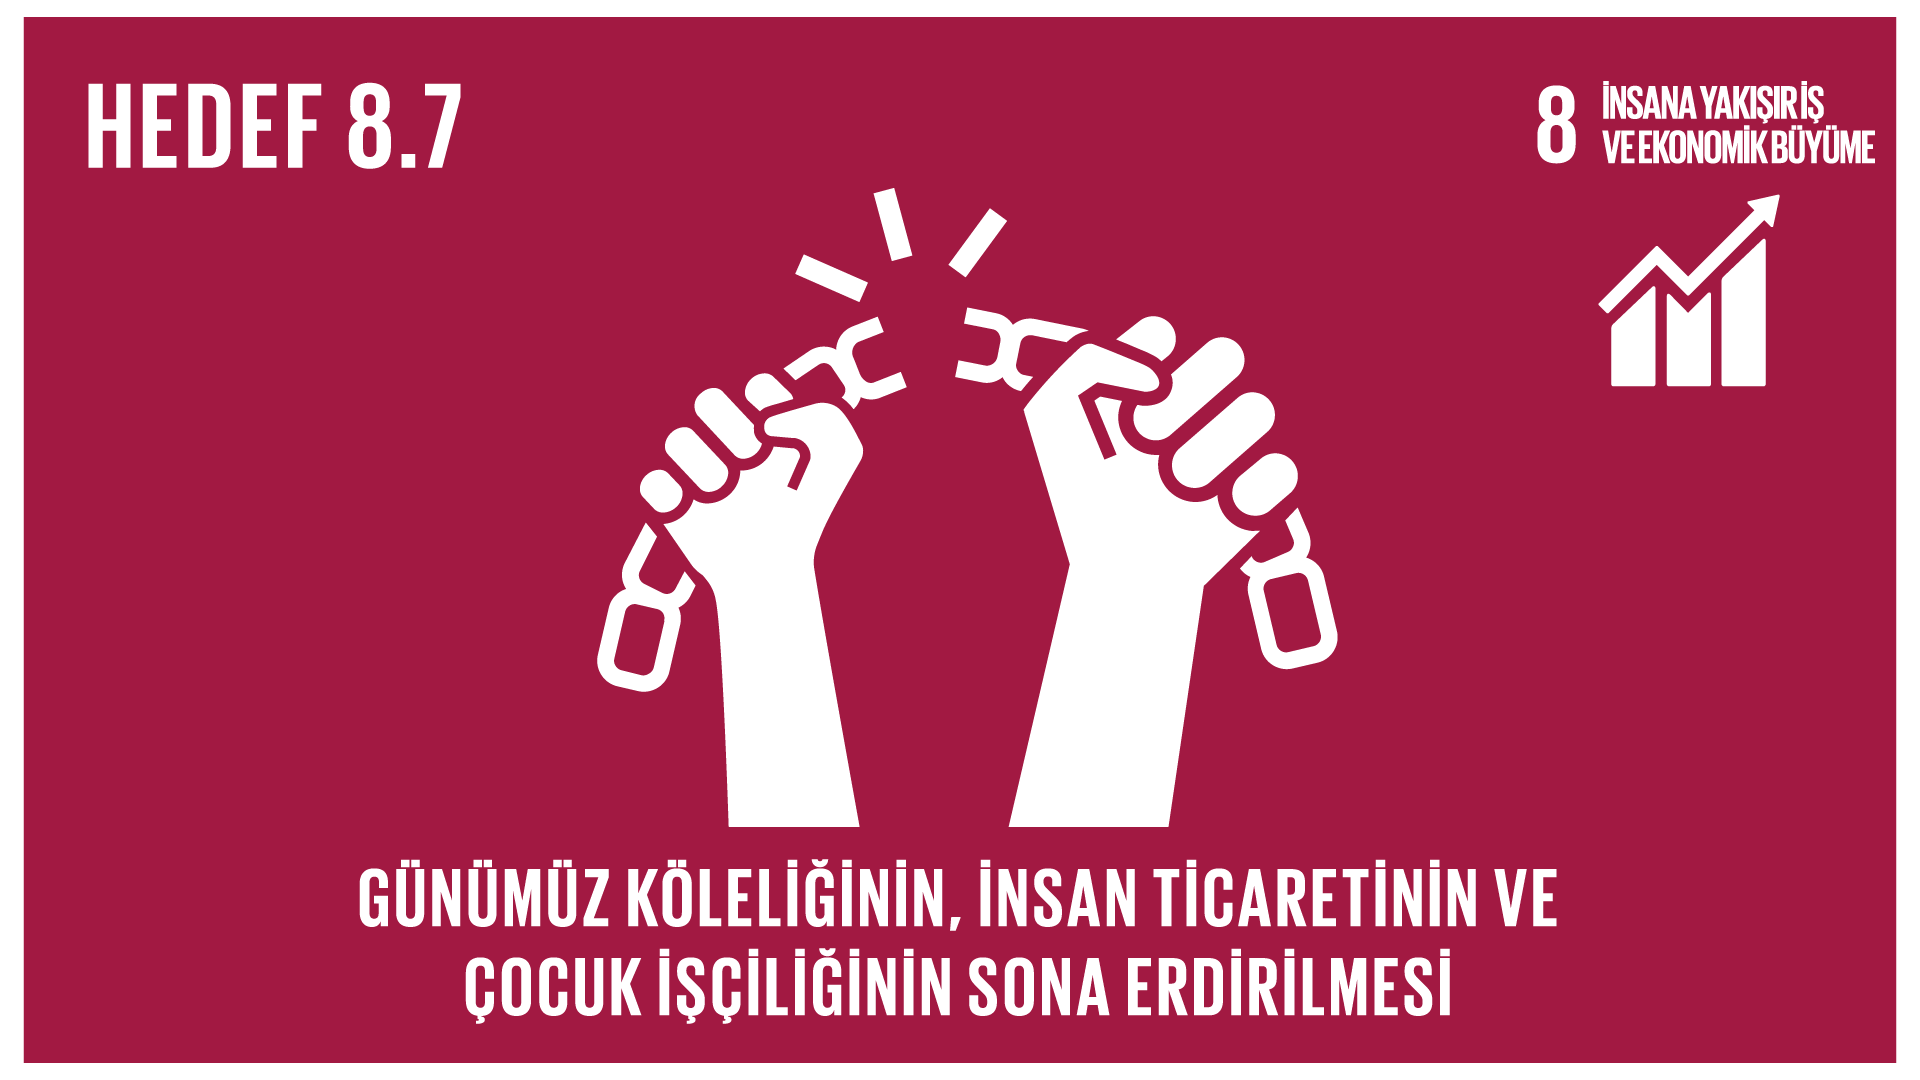 HEDEF 8.7
8 İNSANA YAKIŞIR İŞ
VE EKONOMİK BÜYÜME
GÜNÜMÜZ KÖLELİĞİNİN, İNSAN TİCARETİNİN VE
ÇOCUK İŞÇİLİĞİNİN SONA ERDİRİLMESİ